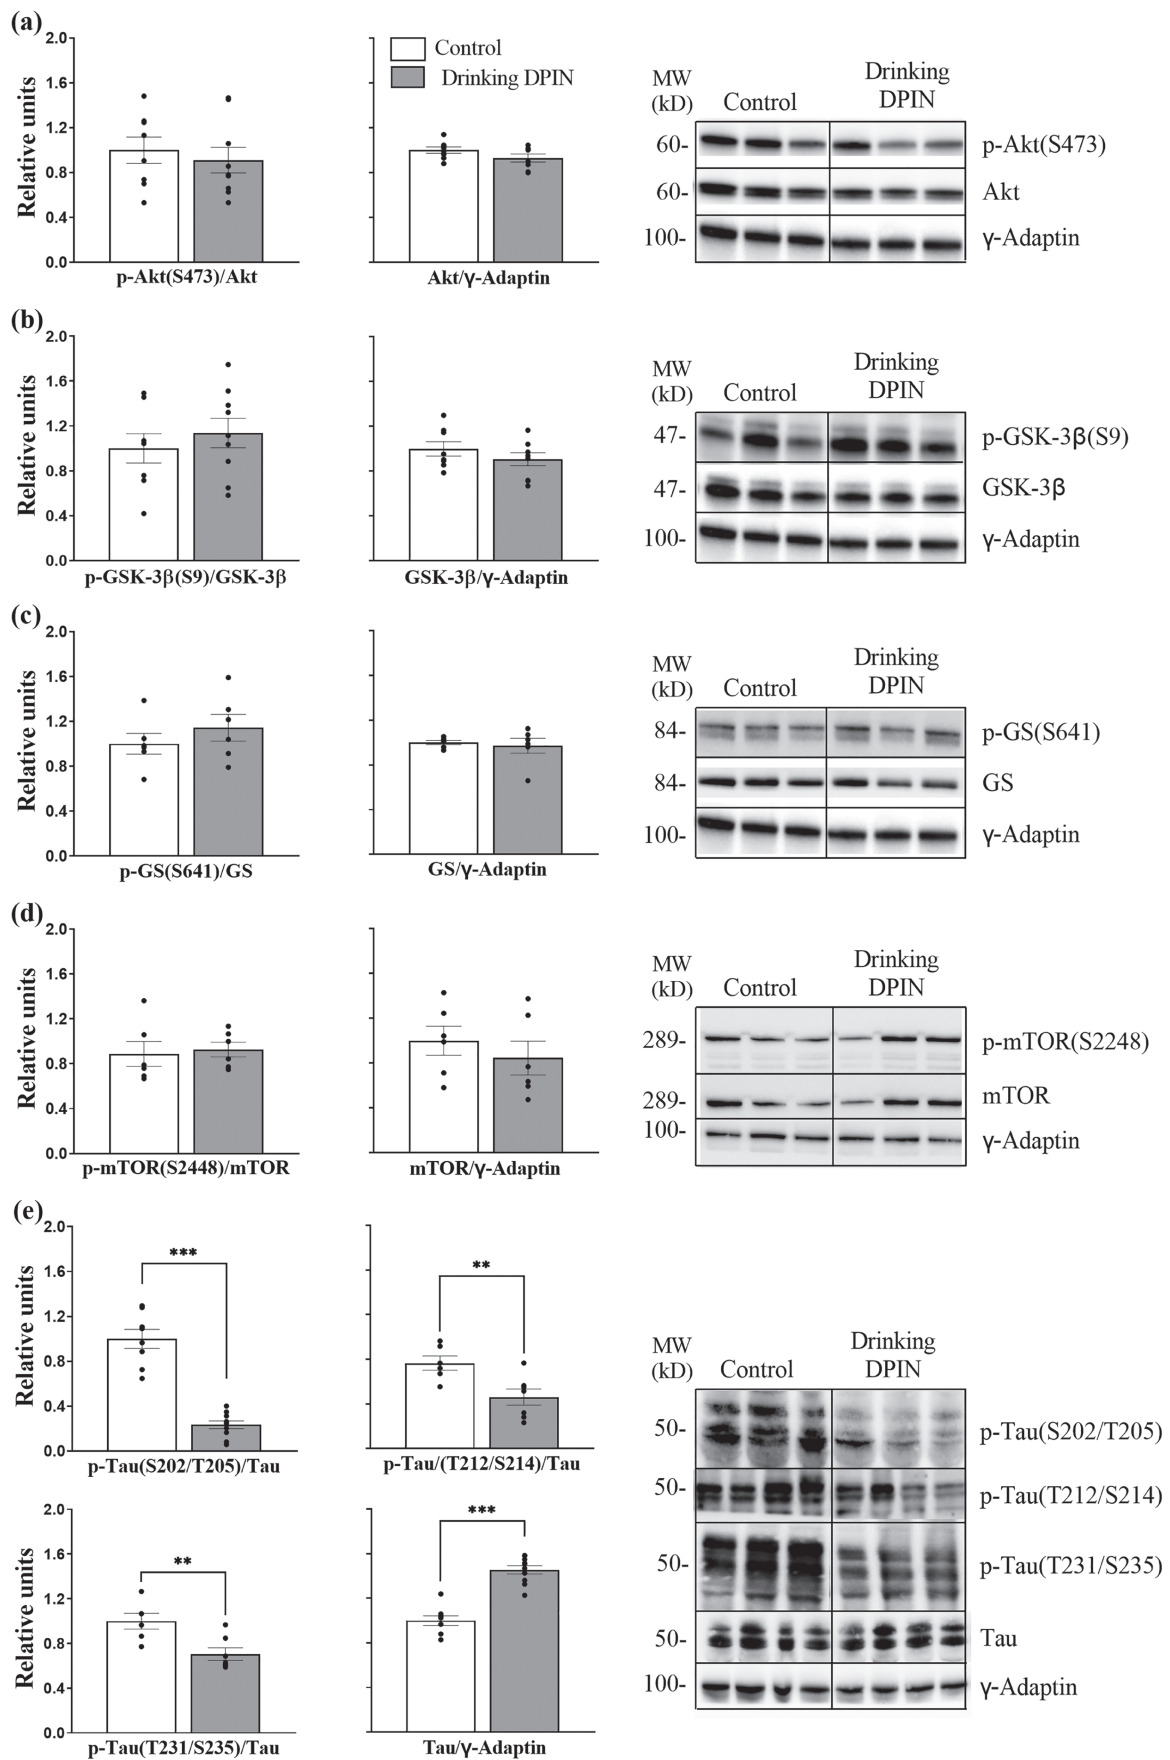 (a)
2.0
1.6
1.2
0.8
0.4
0.0
Relative units
p-Akt(S473)/Akt
Akt/γ-Adaptin
Control
Drinking DPIN
MW
(kD)
Control
Drinking
DPIN
60-
p-Akt(S473)
60-
Akt
100-
γ-Adaptin
(b)
2.0
1.6
1.2
0.8
0.4
0.0
Relative units
p-GSK-3β(S9)/GSK-3β
GSK-3β/γ-Adaptin
MW
(kD)
Control
Drinking
DPIN
47-
p-GSK-3β(S9)
47-
GSK-3β
100-
γ-Adaptin
(c)
2.0
1.6
1.2
0.8
0.4
0.0
Relative units
p-GS(S641)/GS
GS/γ-Adaptin
MW
(kD)
Control
Drinking
DPIN
84-
p-GS(S641)
84-
GS
100-
γ-Adaptin
(d)
2.0
1.6
1.2
0.8
0.4
0.0
Relative units
p-mTOR(S2448)/mTOR
mTOR/γ-Adaptin
MW
(kD)
Control
Drinking
DPIN
289-
p-mTOR(S2248)
289-
mTOR
100-
γ-Adaptin
(e)
2.0
1.6
1.2
0.8
0.4
0.0
Relative units
***
p-Tau(S202/T205)/Tau
**
p-Tau/(T212/S214)/Tau
2.0
1.6
1.2
0.8
0.4
0.0
Relative units
**
p-Tau(T231/S235)/Tau
***
Tau/γ-Adaptin
MW
(kD)
Control
Drinking
DPIN
50-
p-Tau(S202/T205)
50-
p-Tau(T212/S214)
50-
p-Tau(T231/S235)
50-
Tau
100-
γ-Adaptin